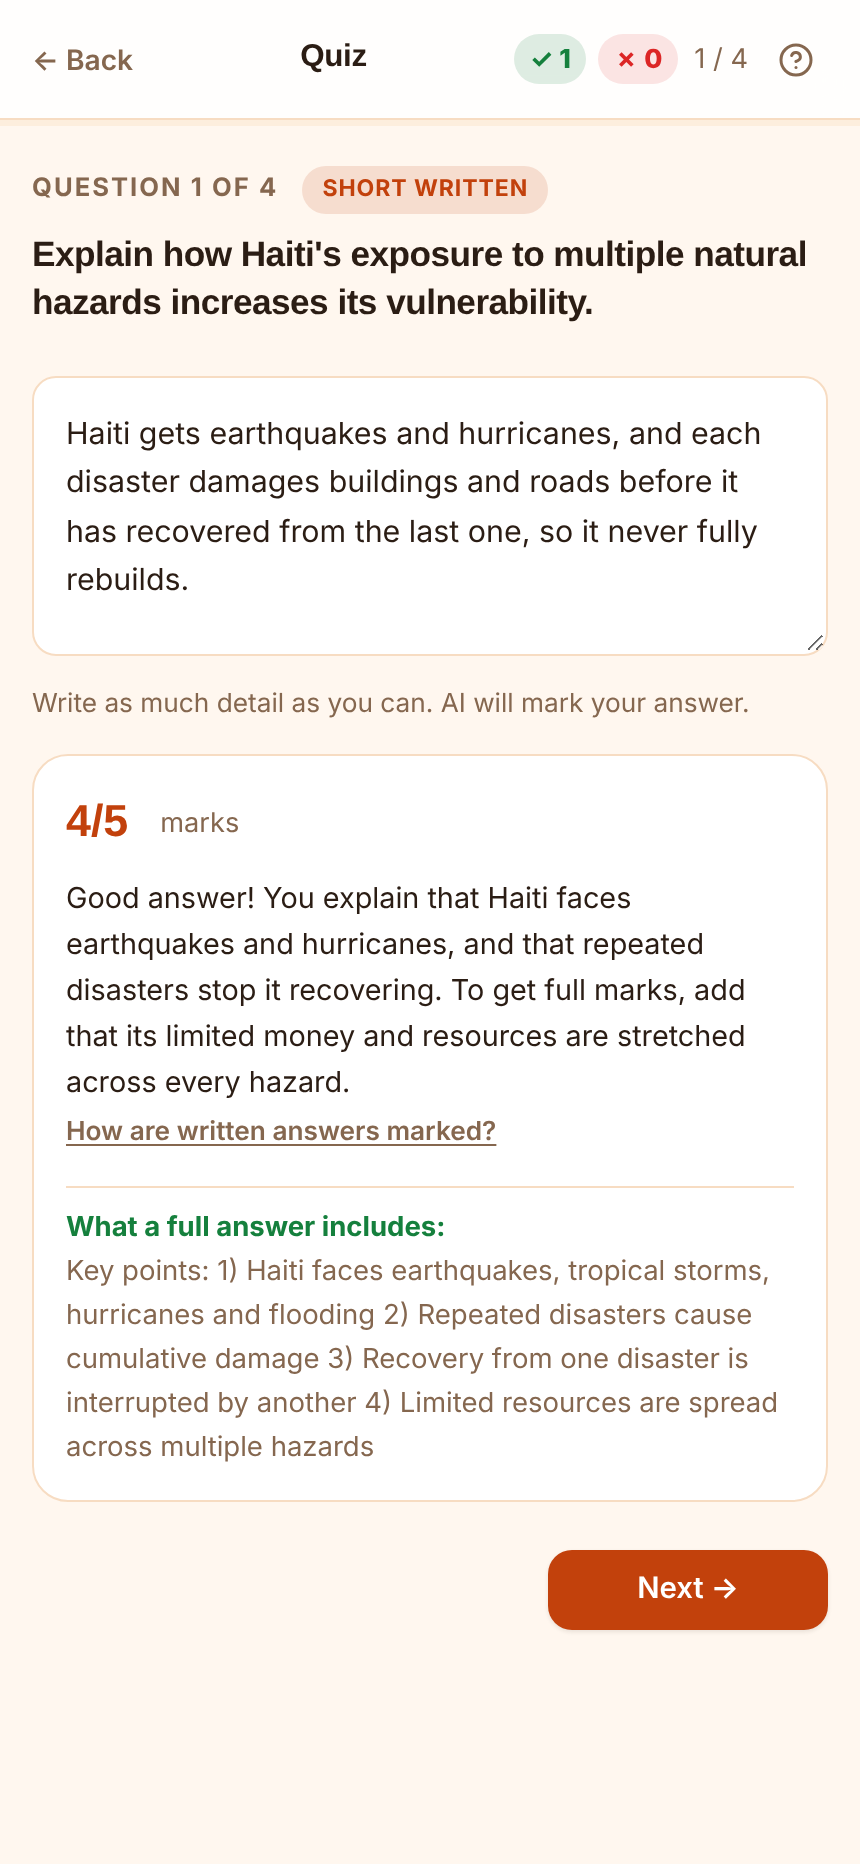 ← Back
Quiz
✓ 1
✕ 0
1 / 4
?
QUESTION 1 OF 4
SHORT WRITTEN
Explain how Haiti's exposure to multiple natural
hazards increases its vulnerability.
Haiti gets earthquakes and hurricanes, and each
disaster damages buildings and roads before it
has recovered from the last one, so it never fully
rebuilds.
Write as much detail as you can. AI will mark your answer.
4/5 marks
Good answer! You explain that Haiti faces
earthquakes and hurricanes, and that repeated
disasters stop it recovering. To get full marks, add
that its limited money and resources are stretched
across every hazard.
How are written answers marked?
What a full answer includes:
Key points: 1) Haiti faces earthquakes, tropical storms,
hurricanes and flooding 2) Repeated disasters cause
cumulative damage 3) Recovery from one disaster is
interrupted by another 4) Limited resources are spread
across multiple hazards
Next →